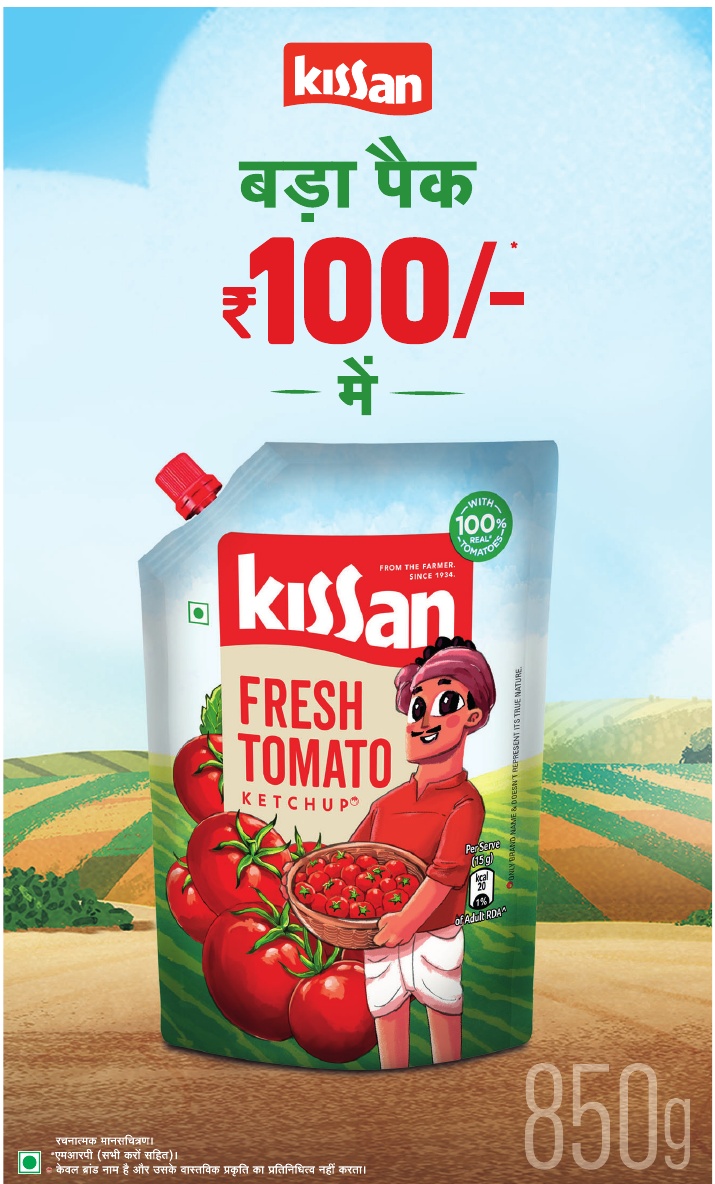 kissan
बड़ा पैक
₹100/-*
में
WITH
100%
REAL*
TOMATOES
FROM THE FARMER.
SINCE 1934.
kissan
FRESH
TOMATO
KETCHUP
ONLY BRAND NAME & DOESN'T REPRESENT ITS TRUE NATURE.
Per Serve
(15 g)
kcal
20
1%
of Adult RDA^
850g
रचनात्मक मानसचित्रण।
*एमआरपी (सभी करों सहित)।
केवल ब्रांड नाम है और उसके वास्तविक प्रकृति का प्रतिनिधित्व नहीं करता।